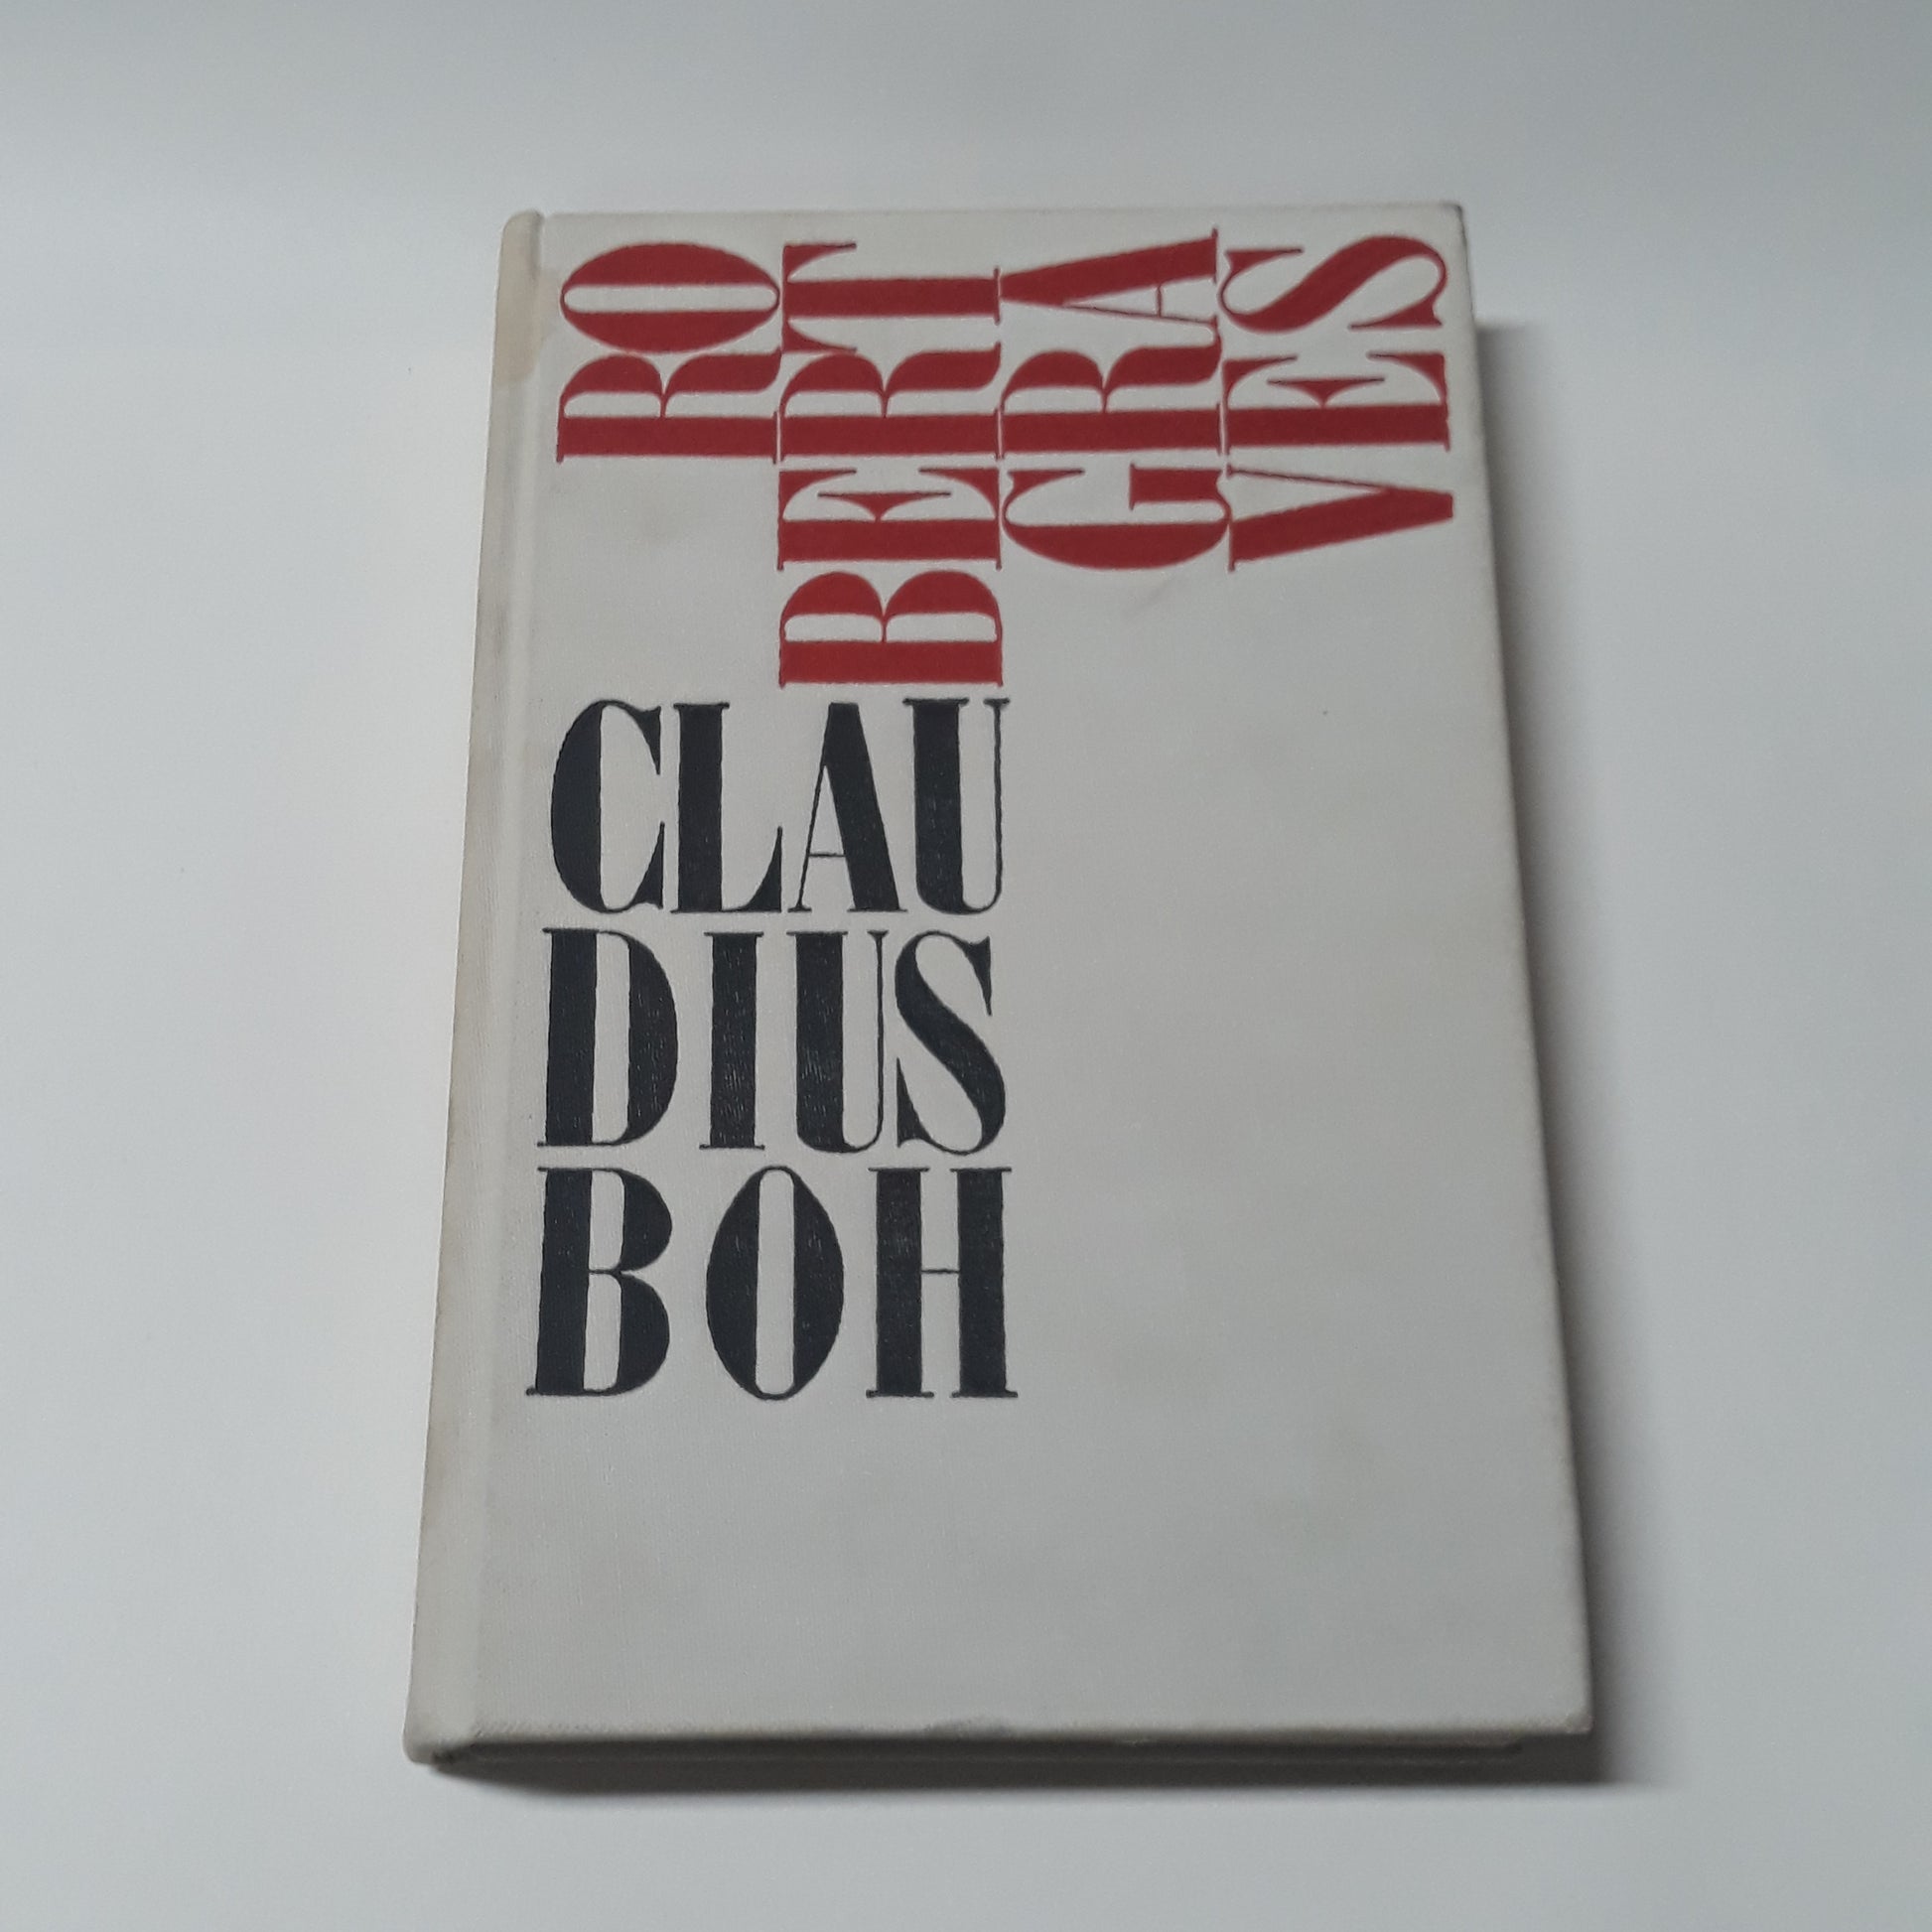 RO
BERT
GRA
VES
CLAU
DIUS
BOH